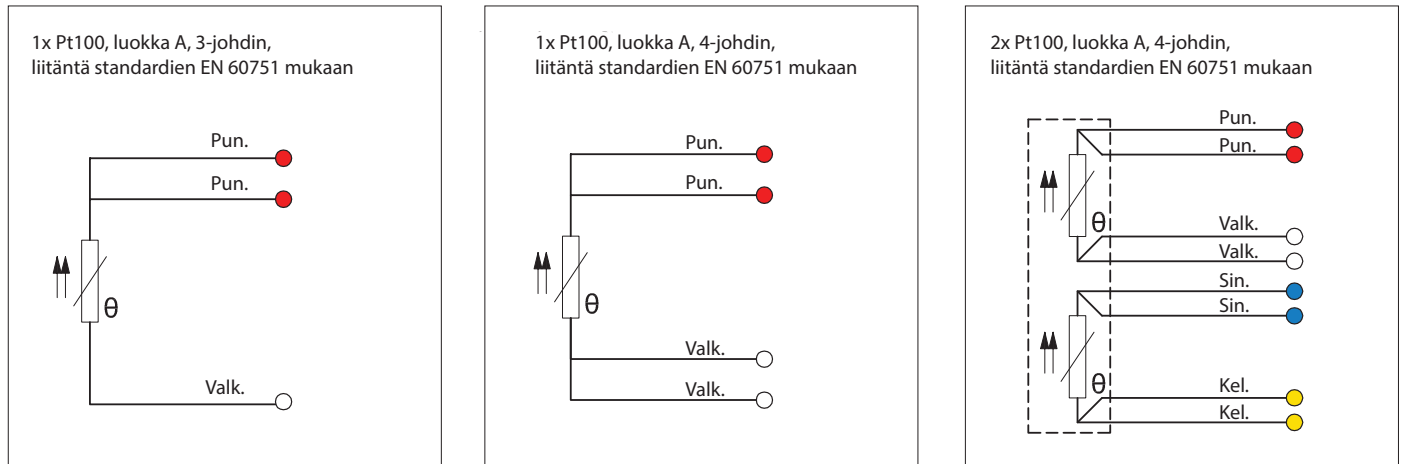 1x Pt100, luokka A, 3-johdin,
liitäntä standardien EN 60751 mukaan
Pun.
Pun.
θ
Valk.
1x Pt100, luokka A, 4-johdin,
liitäntä standardien EN 60751 mukaan
Pun.
Pun.
θ
Valk.
Valk.
2x Pt100, luokka A, 4-johdin,
liitäntä standardien EN 60751 mukaan
Pun.
Pun.
θ
Valk.
Valk.
Sin.
Sin.
θ
Kel.
Kel.